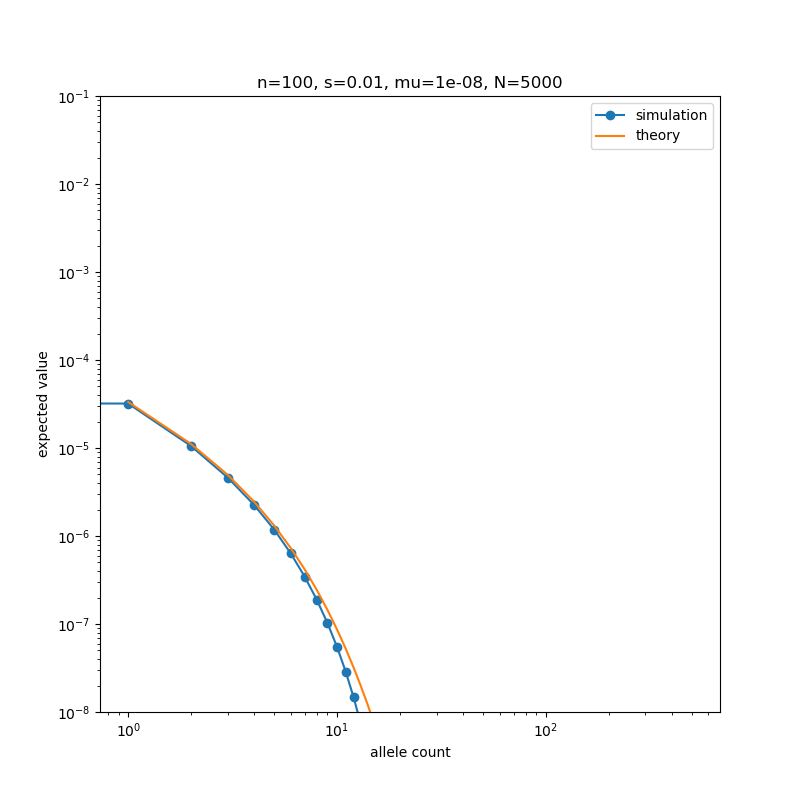 n=100, s=0.01, mu=1e-08, N=5000
simulation
theory
10⁻¹
10⁻²
10⁻³
10⁻⁴
10⁻⁵
10⁻⁶
10⁻⁷
10⁻⁸
expected value
10⁰ 10¹ 10²
allele count